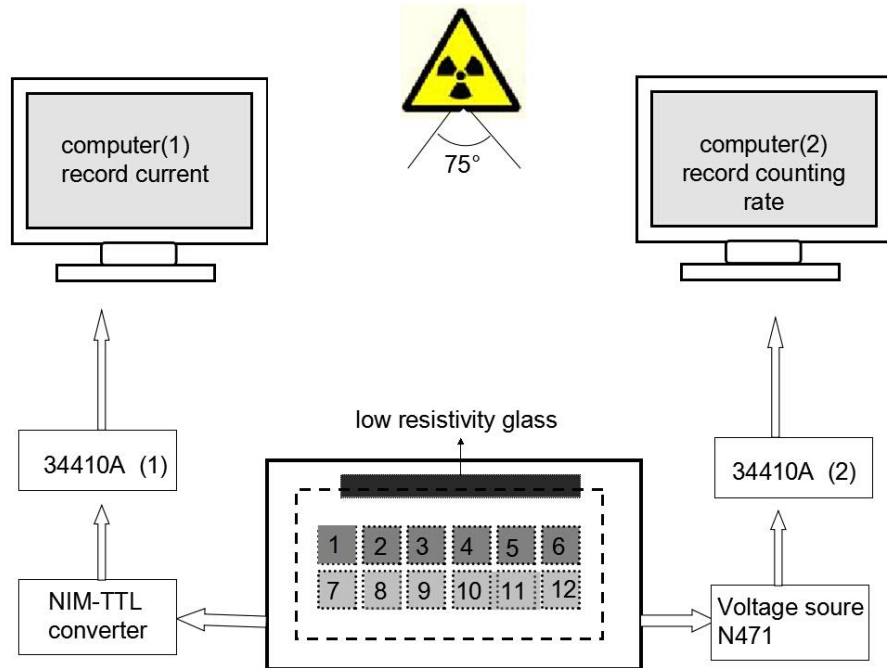 computer(1)
record current
75°
computer(2)
record counting
rate
low resistivity glass
34410A (1)
34410A (2)
1 2 3 4 5 6
7 8 9 10 11 12
NIM-TTL
converter
Voltage soure
N471